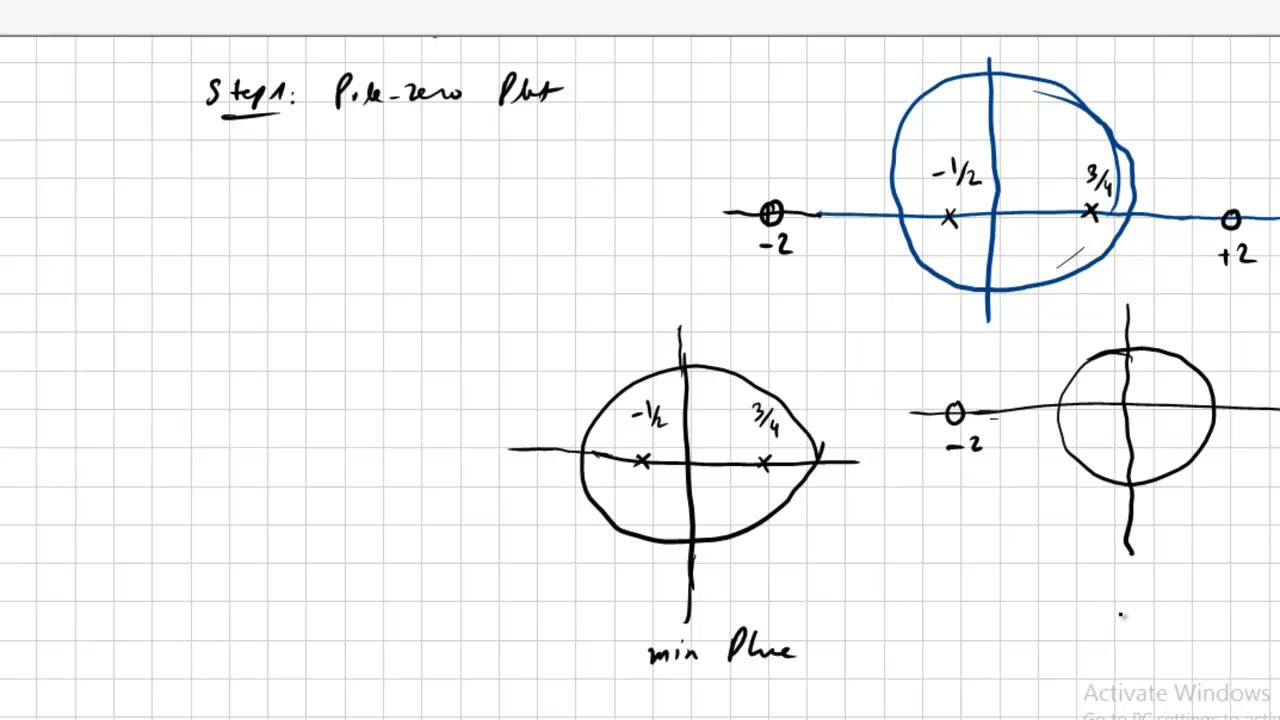 Step1: Pole-zero Plot
-1/2
3/4
-2
+2
-1/2
3/4
-2
min Phase
Activate Windows